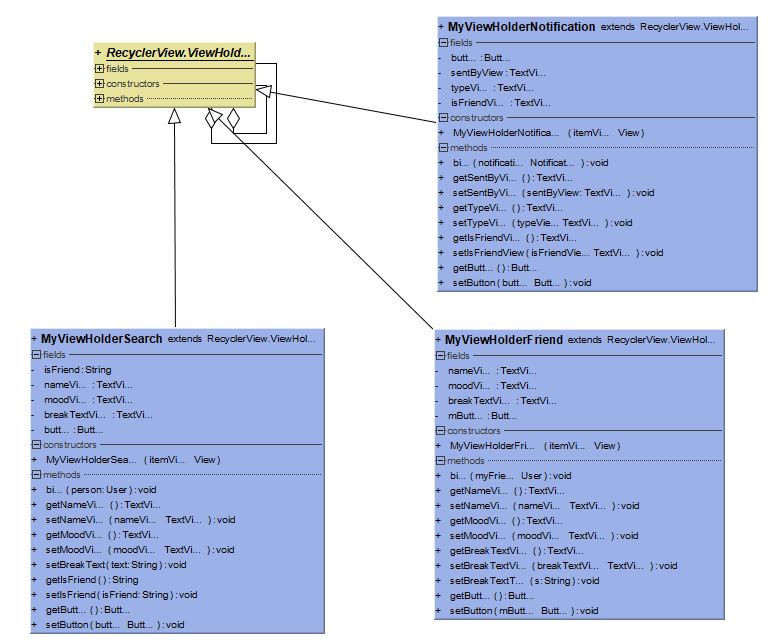 + RecyclerView.ViewHold...
fields
constructors
methods
+ MyViewHolderNotification extends RecyclerView.ViewHol...
fields
- butt... : Butt...
- sentByView : TextVi...
- typeVi... : TextVi...
- isFriendVi... : TextVi...
constructors
+ MyViewHolderNotifica... ( itemVi... View )
methods
+ bi... ( notificati... Notificat... ) : void
+ getSentByVi... ( ) : TextVi...
+ setSentByVi... ( sentByView : TextVi... ) : void
+ getTypeVi... ( ) : TextVi...
+ setTypeVi... ( typeVie... TextVi... ) : void
+ getIsFriendVi... ( ) : TextVi...
+ setIsFriendView ( isFriendVie... TextVi... ) : void
+ getButt... ( ) : Butt...
+ setButton ( butt... Butt... ) : void
+ MyViewHolderSearch extends RecyclerView.ViewHol...
fields
- isFriend : String
- nameVi... : TextVi...
- moodVi... : TextVi...
- breakTextVi... : TextVi...
- butt... : Butt...
constructors
+ MyViewHolderSea... ( itemVi... View )
methods
+ bi... ( person : User ) : void
+ getNameVi... ( ) : TextVi...
+ setNameVi... ( nameVi... TextVi... ) : void
+ getMoodVi... ( ) : TextVi...
+ setMoodVi... ( moodVi... TextVi... ) : void
+ setBreakText ( text : String ) : void
+ getIsFriend ( ) : String
+ setIsFriend ( isFriend : String ) : void
+ getButt... ( ) : Butt...
+ setButton ( butt... Butt... ) : void
+ MyViewHolderFriend extends RecyclerView.ViewHol...
fields
- nameVi... : TextVi...
- moodVi... : TextVi...
- breakTextVi... : TextVi...
- mButt... : Butt...
constructors
+ MyViewHolderFri... ( itemVi... View )
methods
+ bi... ( myFrie... User ) : void
+ getNameVi... ( ) : TextVi...
+ setNameVi... ( nameVi... TextVi... ) : void
+ getMoodVi... ( ) : TextVi...
+ setMoodVi... ( moodVi... TextVi... ) : void
+ getBreakTextVi... ( ) : TextVi...
+ setBreakTextVi... ( breakTextVi... TextVi... ) : void
+ setBreakTextT... ( s : String ) : void
+ getButt... ( ) : Butt...
+ setButton ( mButt... Butt... ) : void